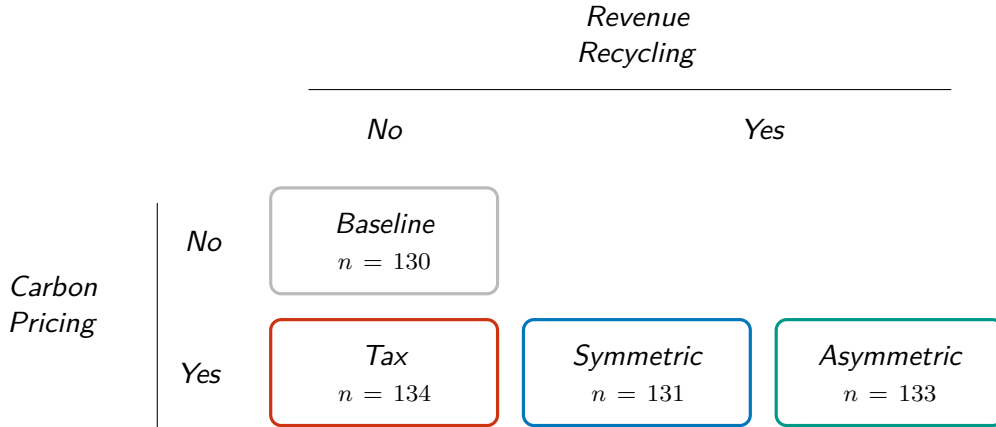 Revenue
Recycling
No
Yes
No
Baseline
n = 130
Carbon
Pricing
Yes
Tax
n = 134
Symmetric
n = 131
Asymmetric
n = 133